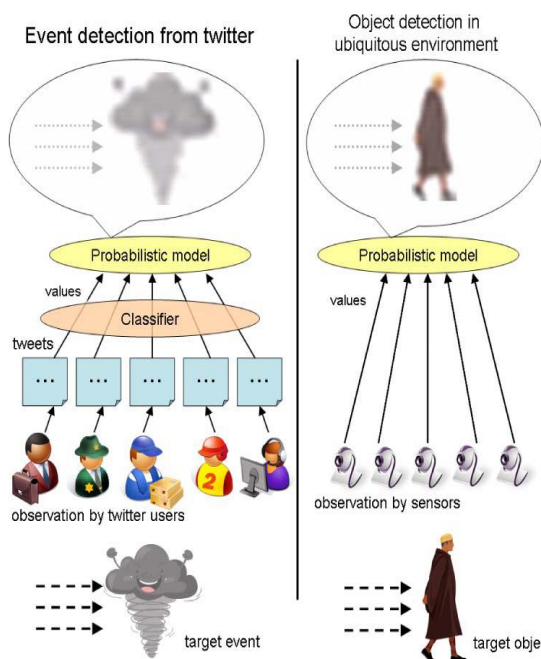 Event detection from twitter
Probabilistic model
values
Classifier
tweets
...
...
...
...
...
2
observation by twitter users
target event
Object detection in
ubiquitous environment
Probabilistic model
values
observation by sensors
target obje